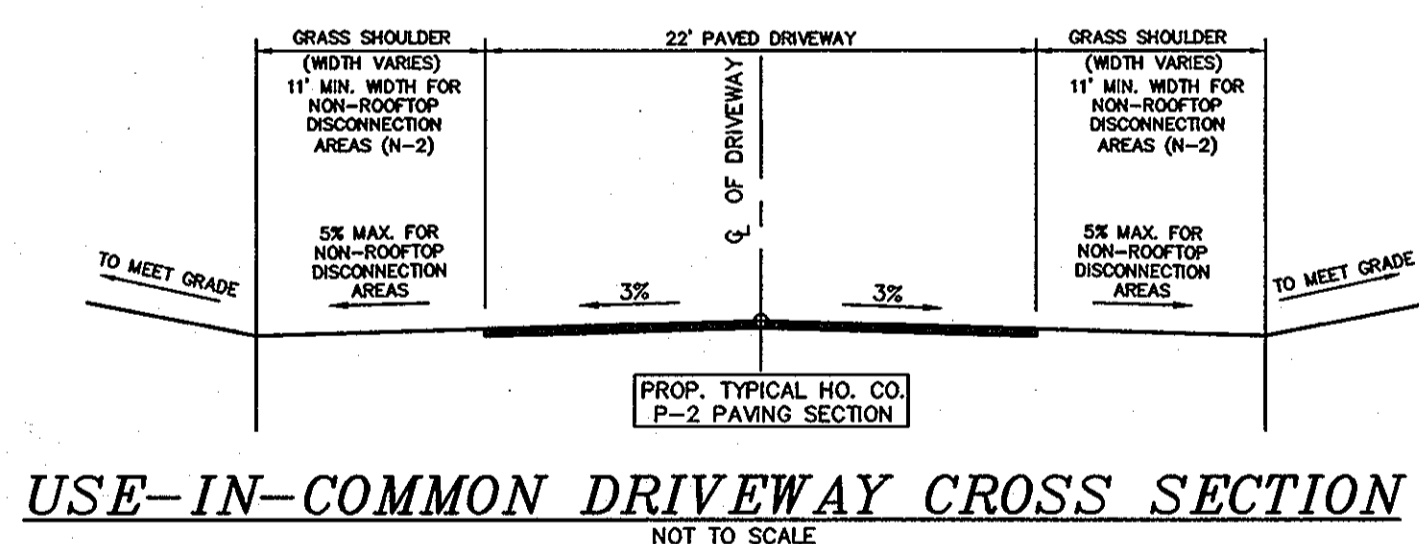 GRASS SHOULDER
(WIDTH VARIES)
11' MIN. WIDTH FOR
NON-ROOFTOP
DISCONNECTION
AREAS (N-2)
22' PAVED DRIVEWAY
GRASS SHOULDER
(WIDTH VARIES)
11' MIN. WIDTH FOR
NON-ROOFTOP
DISCONNECTION
AREAS (N-2)
℄ OF DRIVEWAY
TO MEET GRADE
5% MAX. FOR
NON-ROOFTOP
DISCONNECTION
AREAS
3%
3%
5% MAX. FOR
NON-ROOFTOP
DISCONNECTION
AREAS
TO MEET GRADE
PROP. TYPICAL HO. CO.
P-2 PAVING SECTION
USE-IN-COMMON DRIVEWAY CROSS SECTION
NOT TO SCALE